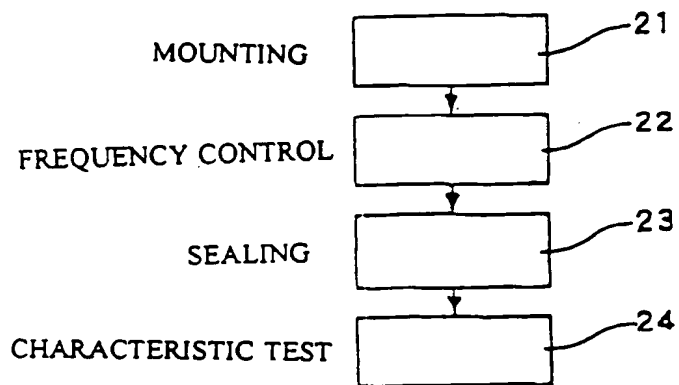 21
MOUNTING
22
FREQUENCY CONTROL
23
SEALING
24
CHARACTERISTIC TEST